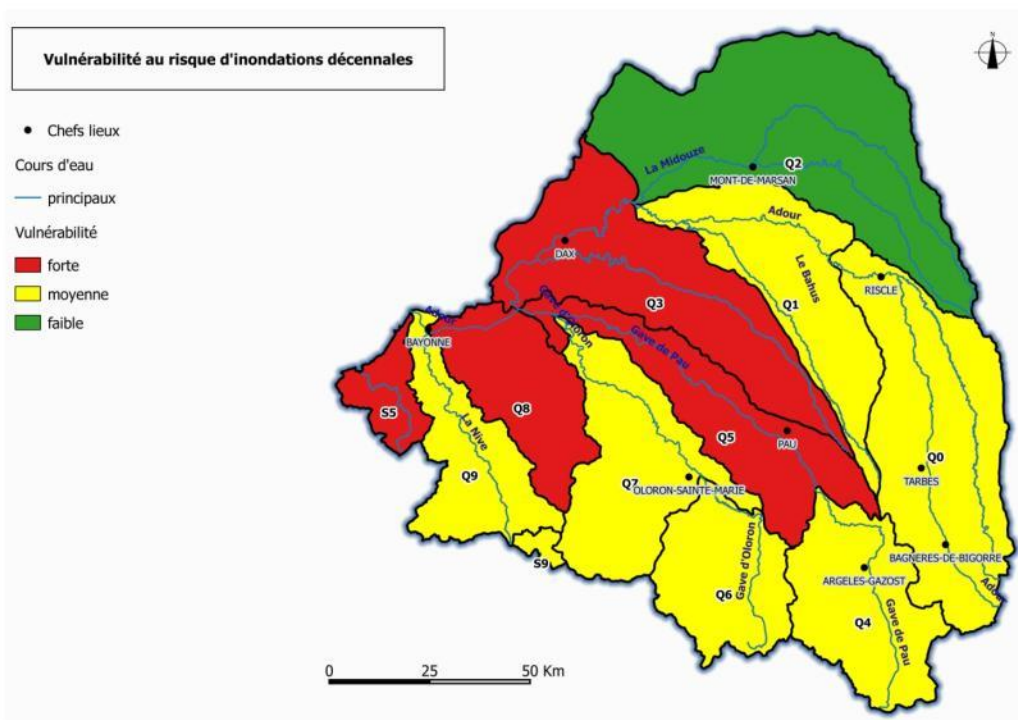 Vulnérabilité au risque d'inondations décennales
N
Chefs lieux
Cours d'eau
principaux
Vulnérabilité
forte
moyenne
faible
La Midouze
Q2
MONT-DE-MARSAN
Adour
DAX
Le Bahus
RISCLE
Q3
Q1
Gave d'oloron
Adour
BAYONNE
Gave de Pau
S5
Q8
La Nive
Q5
PAU
Q0
Q9
Q7
TARBES
OLORON-SAINTE-MARIE
S9
Gave d'Oloron
BAGNERES-DE-BIGORRE
ARGELES-GAZOST
Adour
Q6
Q4
Gave de Pau
0 25 50 Km